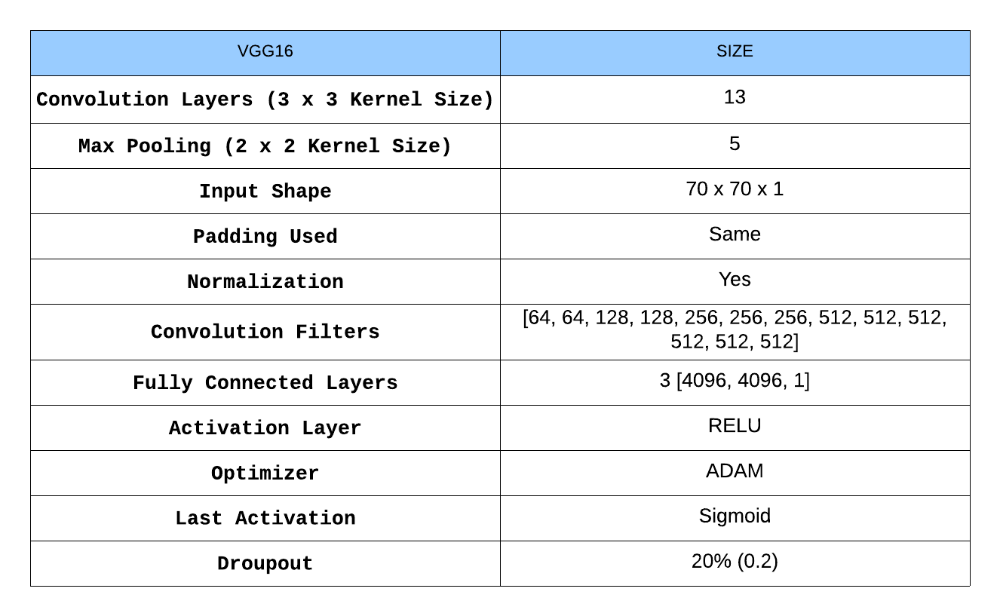 VGG16
SIZE
Convolution Layers (3 x 3 Kernel Size)
13
Max Pooling (2 x 2 Kernel Size)
5
Input Shape
70 x 70 x 1
Padding Used
Same
Normalization
Yes
Convolution Filters
[64, 64, 128, 128, 256, 256, 256, 512, 512, 512,
512, 512, 512]
Fully Connected Layers
3 [4096, 4096, 1]
Activation Layer
RELU
Optimizer
ADAM
Last Activation
Sigmoid
Droupout
20% (0.2)